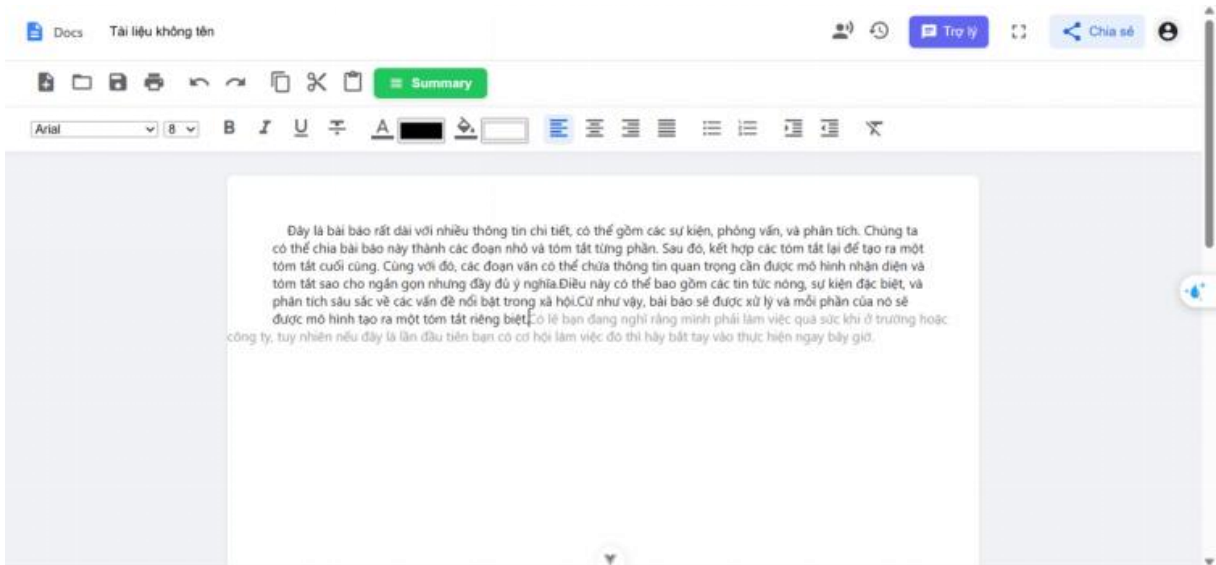 Docs Tài liệu không tên Trợ lý Chia sẻ
Summary
Arial 8 B I U A
Đây là bài báo rất dài với nhiều thông tin chi tiết, có thể gồm các sự kiện, phỏng vấn, và phân tích. Chúng ta
có thể chia bài báo này thành các đoạn nhỏ và tóm tắt từng phần. Sau đó, kết hợp các tóm tắt lại để tạo ra một
tóm tắt cuối cùng. Cùng với đó, các đoạn văn có thể chứa thông tin quan trọng cần được mô hình nhận diện và
tóm tắt sao cho ngắn gọn nhưng đầy đủ ý nghĩa.Điều này có thể bao gồm các tin tức nóng, sự kiện đặc biệt, và
phân tích sâu sắc về các vấn đề nổi bật trong xã hội.Cứ như vậy, bài báo sẽ được xử lý và mỗi phần của nó sẽ
được mô hình tạo ra một tóm tắt riêng biệt.Có lẽ bạn đang nghĩ rằng mình phải làm việc quá sức khi ở trường hoặc
công ty, tuy nhiên nếu đây là lần đầu tiên bạn có cơ hội làm việc đó thì hãy bắt tay vào thực hiện ngay bây giờ.